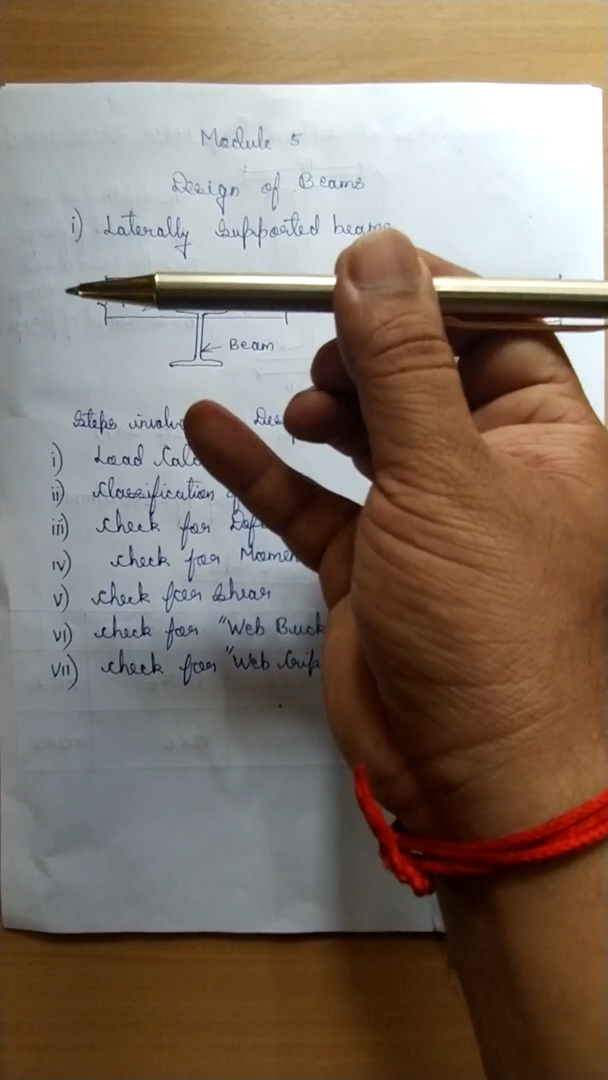 Module 5
Design of Beams
i) Laterally supported beams
Beam
Steps involv
i) Load Calc
ii) Classification
iii) Check for Def
iv) Check for Momen
v) Check for Shear
vi) Check for "Web Buck
vii) Check for "Web Crip